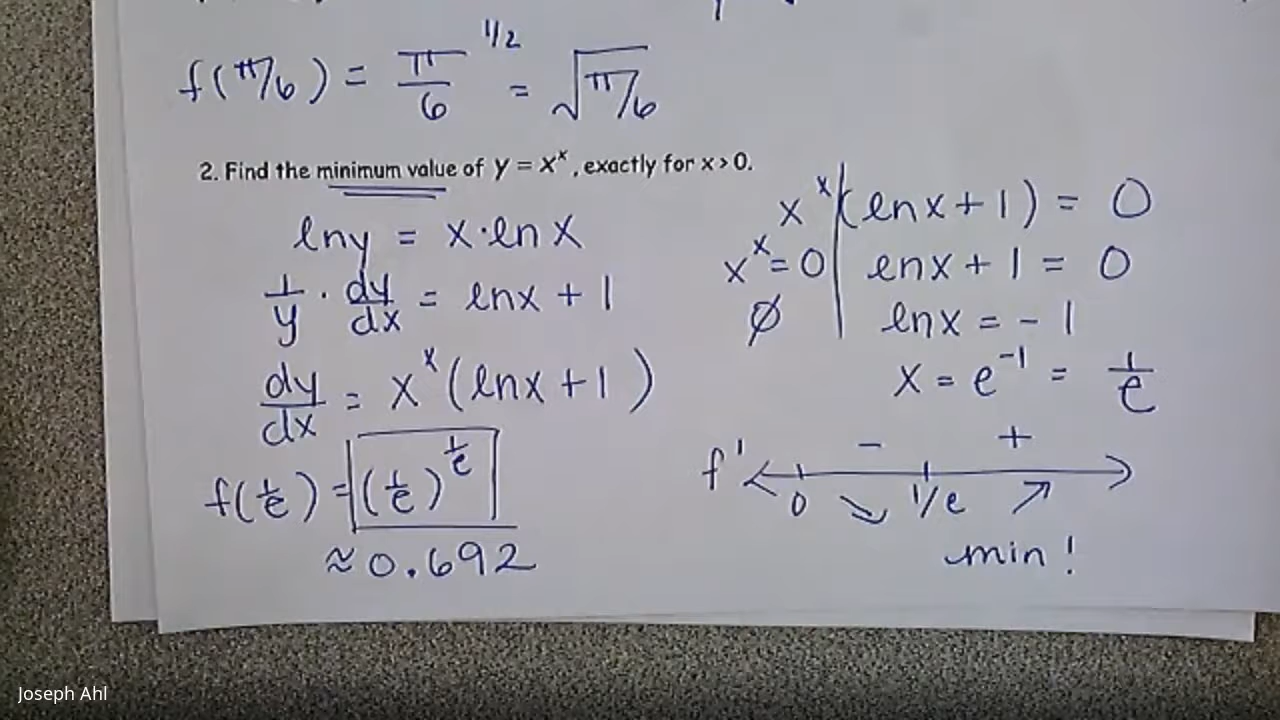 f(π/6) = π/6 ^1/2 = √π/6
2. Find the minimum value of y = x^x, exactly for x > 0.
ln y = x·ln x
1/y · dy/dx = ln x + 1
dy/dx = x^x (ln x + 1)
f(1/e) = (1/e)^1/e
≈ 0.692
x^x (ln x + 1) = 0
x^x = 0
∅
ln x + 1 = 0
ln x = - 1
x = e^-1 = 1/e
- +
f'
0 1/e
min!
Joseph Ahl